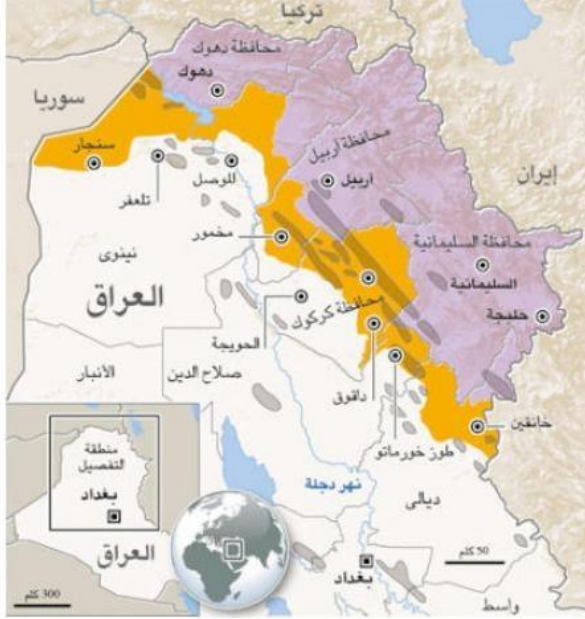 تركيا
سوريا
محافظة دهوك
دهوك
سنجار
تلعفر
للوصل
محافظة أربيل
اربيل
إيران
مخمور
نينوى
العراق
محافظة السليمانية
السليمانية
حلبجة
محافظة كركوك
الحويجة
الأنبار
صلاح الدين
داقوق
طوز خورماتو
خانقين
نهر دجلة
ديالى
50 كلم
بغداد
واسط
منطقة
التفصيل
بغداد
العراق
300 كلم